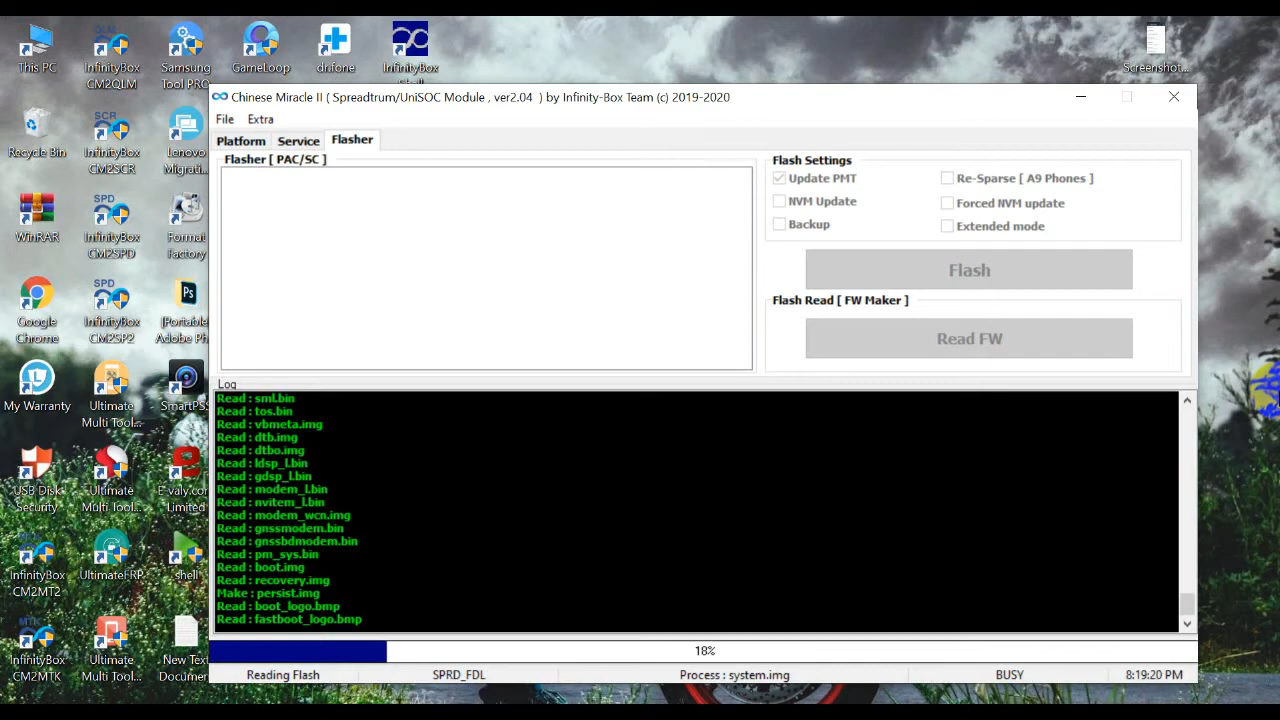 This PC
InfinityBox
CM2QLM
Samsung
Tool PRO
GameLoop
dr.fone
InfinityBox
Screenshot...
Chinese Miracle II ( Spreadtrum/UniSOC Module , ver2.04 ) by Infinity-Box Team (c) 2019-2020
File Extra
Platform Service Flasher
Flasher [ PAC/SC ]
Flash Settings
Update PMT
Re-Sparse [ A9 Phones ]
NVM Update
Forced NVM update
Backup
Extended mode
Flash
Flash Read [ FW Maker ]
Read FW
Log
Read : sml.bin
Read : tos.bin
Read : vbmeta.img
Read : dtb.img
Read : dtbo.img
Read : ldsp_l.bin
Read : gdsp_l.bin
Read : modem_l.bin
Read : nvitem_l.bin
Read : modem_wcn.img
Read : gnssmodem.bin
Read : gnssbdmodem.bin
Read : pm_sys.bin
Read : boot.img
Read : recovery.img
Make : persist.img
Read : boot_logo.bmp
Read : fastboot_logo.bmp
18%
Reading Flash
SPRD_FDL
Process : system.img
BUSY
8:19:20 PM
Recycle Bin
SCR
InfinityBox
CM2SCR
Lenovo
Migrati...
WinRAR
SPD
InfinityBox
CM2SPD
Format
Factory
Google
Chrome
SPD
InfinityBox
CM2SP2
Ps
[Portable]
Adobe Ph
My Warranty
Ultimate
Multi Tool...
SmartPSS
USB Disk
Security
Ultimate
Multi Tool...
E-valy.com
Limited
InfinityBox
CM2MT2
UltimateFRP
shell
MTK
InfinityBox
CM2MTK
Ultimate
Multi Tool...
New Text
Document